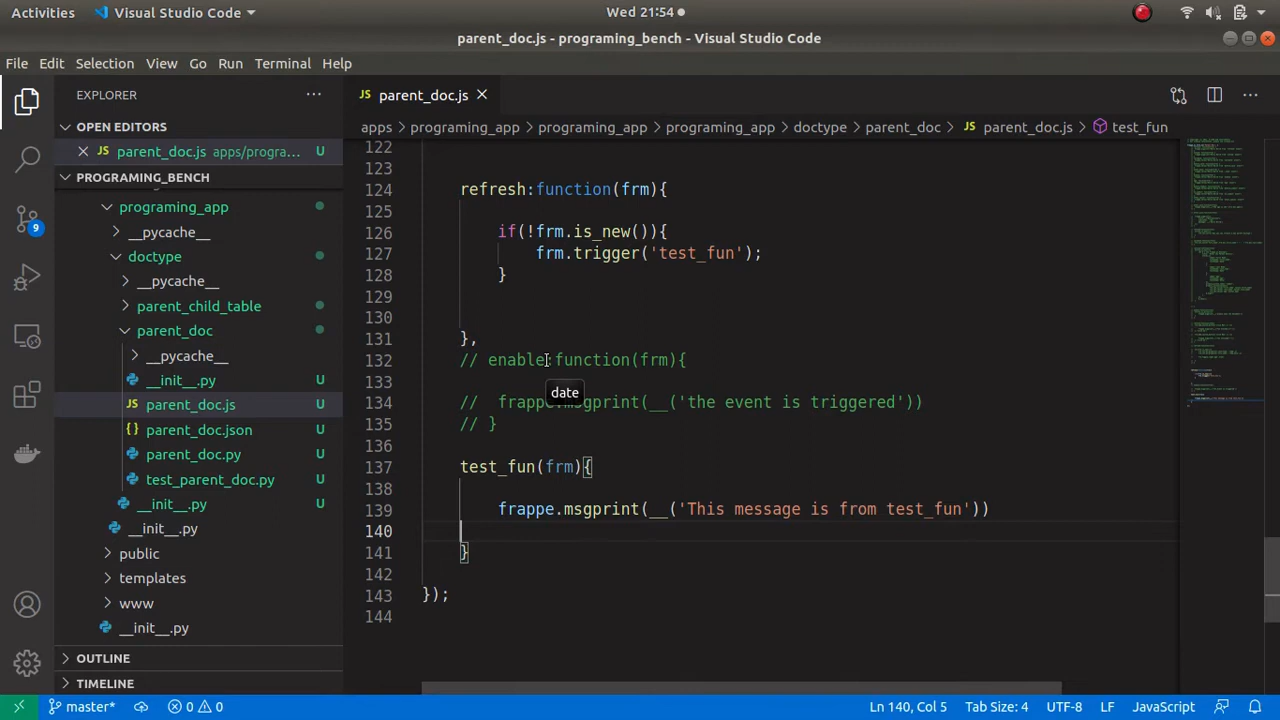 Activities
Visual Studio Code
Wed 21:54
parent_doc.js - programing_bench - Visual Studio Code
File Edit Selection View Go Run Terminal Help
EXPLORER
OPEN EDITORS
JS parent_doc.js apps/progra... U
PROGRAMING_BENCH
programing_app
__pycache__
doctype
__pycache__
parent_child_table
parent_doc
__pycache__
__init__.py U
JS parent_doc.js U
{} parent_doc.json U
parent_doc.py U
test_parent_doc.py U
__init__.py U
__init__.py
public
templates
www
__init__.py
OUTLINE
TIMELINE
9
JS parent_doc.js
apps > programing_app > programing_app > programing_app > doctype > parent_doc > JS parent_doc.js > test_fun
122
123
124 refresh:function(frm){
125
126 if(!frm.is_new()){
127 frm.trigger('test_fun');
128 }
129
130
131 },
132 // enable:function(frm){
133
date
134 // frappe.msgprint(__('the event is triggered'))
135 // }
136
137 test_fun(frm){
138
139 frappe.msgprint(__('This message is from test_fun'))
140
141 }
142
143 });
144
master*
0 0
Ln 140, Col 5
Tab Size: 4
UTF-8
LF
JavaScript